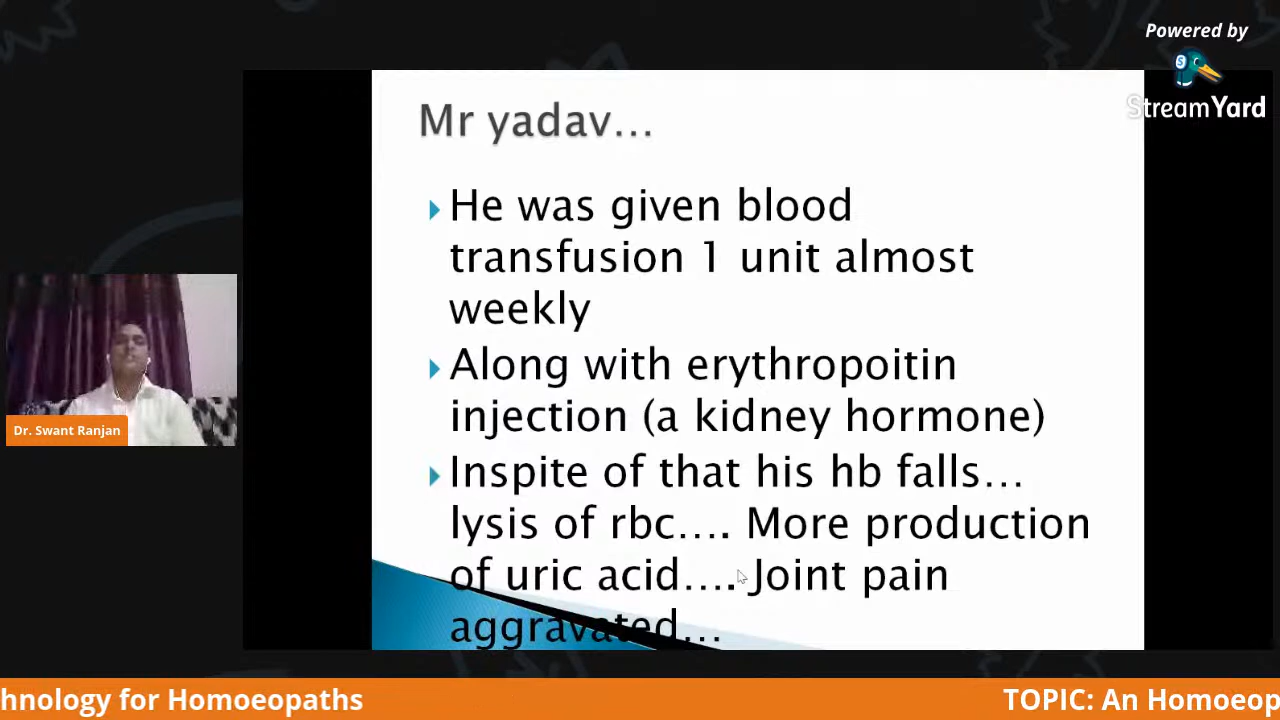 Powered by
StreamYard
Mr yadav...
He was given blood
transfusion 1 unit almost
weekly
Along with erythropoitin
injection (a kidney hormone)
Inspite of that his hb falls...
lysis of rbc.... More production
of uric acid.... Joint pain
aggravated...
Dr. Swant Ranjan
hnology for Homoeopaths
TOPIC: An Homoeop